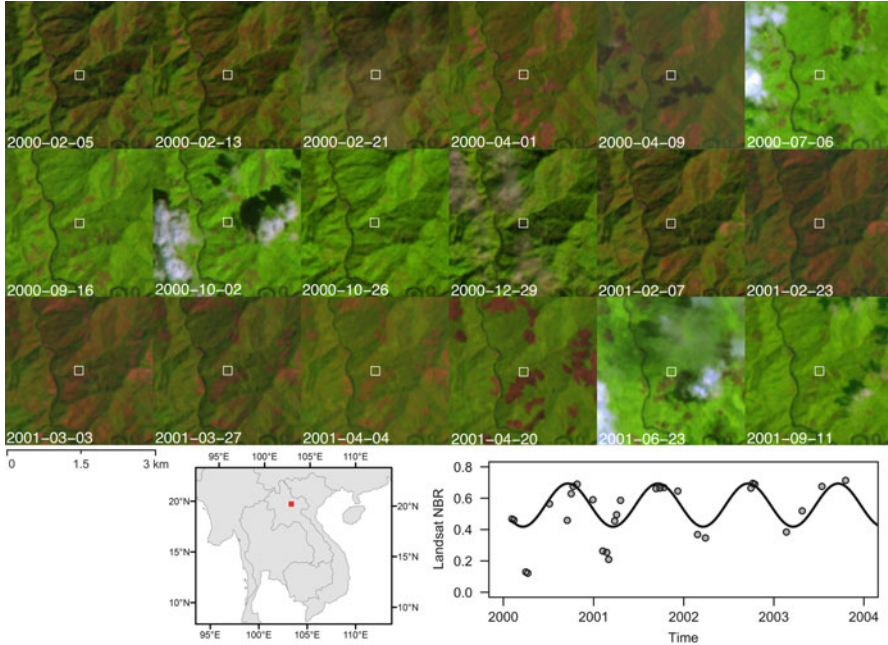 2000-02-05 2000-02-13 2000-02-21 2000-04-01 2000-04-09 2000-07-06
2000-09-16 2000-10-02 2000-10-26 2000-12-29 2001-02-07 2001-02-23
2001-03-03 2001-03-27 2001-04-04 2001-04-20 2001-06-23 2001-09-11
0 1.5 3 km
95°E 100°E 105°E 110°E
20°N 20°N
15°N 15°N
10°N 10°N
95°E 100°E 105°E 110°E
Landsat NBR
0.8
0.6
0.4
0.2
0.0
2000 2001 2002 2003 2004
Time